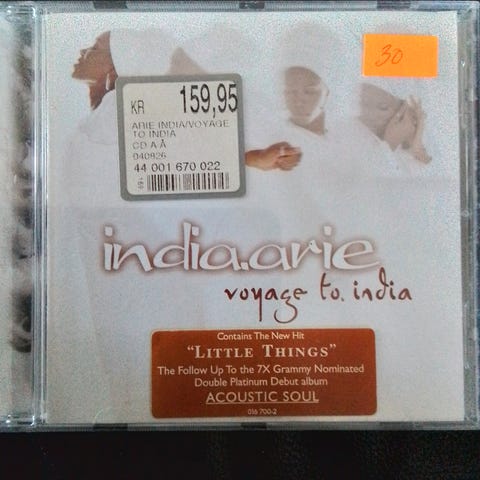 30
KR 159,95
ARIE INDIA/VOYAGE
TO INDIA
CD A Å
040826
44 001 670 022
india.arie
voyage to. india
Contains The New Hit
"LITTLE THINGS"
The Follow Up To the 7X Grammy Nominated
Double Platinum Debut album
ACOUSTIC SOUL
016 700-2